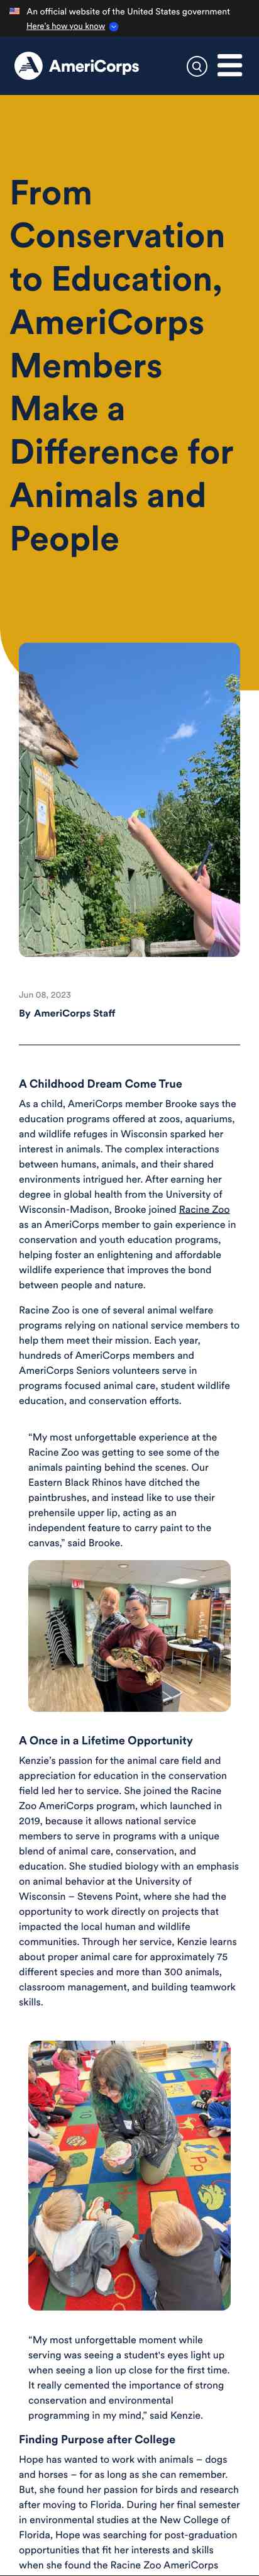 An official website of the United States government
Here's how you know
AmeriCorps
From
Conservation
to Education,
AmeriCorps
Members
Make a
Difference for
Animals and
People
Jun 08, 2023
By AmeriCorps Staff
A Childhood Dream Come True
As a child, AmeriCorps member Brooke says the
education programs offered at zoos, aquariums,
and wildlife refuges in Wisconsin sparked her
interest in animals. The complex interactions
between humans, animals, and their shared
environments intrigued her. After earning her
degree in global health from the University of
Wisconsin-Madison, Brooke joined Racine Zoo
as an AmeriCorps member to gain experience in
conservation and youth education programs,
helping foster an enlightening and affordable
wildlife experience that improves the bond
between people and nature.
Racine Zoo is one of several animal welfare
programs relying on national service members to
help them meet their mission. Each year,
hundreds of AmeriCorps members and
AmeriCorps Seniors volunteers serve in
programs focused animal care, student wildlife
education, and conservation efforts.
“My most unforgettable experience at the
Racine Zoo was getting to see some of the
animals painting behind the scenes. Our
Eastern Black Rhinos have ditched the
paintbrushes, and instead like to use their
prehensile upper lip, acting as an
independent feature to carry paint to the
canvas,” said Brooke.
A Once in a Lifetime Opportunity
Kenzie’s passion for the animal care field and
appreciation for education in the conservation
field led her to service. She joined the Racine
Zoo AmeriCorps program, which launched in
2019, because it allows national service
members to serve in programs with a unique
blend of animal care, conservation, and
education. She studied biology with an emphasis
on animal behavior at the University of
Wisconsin – Stevens Point, where she had the
opportunity to work directly on projects that
impacted the local human and wildlife
communities. Through her service, Kenzie learns
about proper animal care for approximately 75
different species and more than 300 animals,
classroom management, and building teamwork
skills.
“My most unforgettable moment while
serving was seeing a student's eyes light up
when seeing a lion up close for the first time.
It really cemented the importance of strong
conservation and environmental
programming in my mind,” said Kenzie.
Finding Purpose after College
Hope has wanted to work with animals – dogs
and horses – for as long as she can remember.
But, she found her passion for birds and research
after moving to Florida. During her final semester
in environmental studies at the New College of
Florida, Hope was searching for post-graduation
opportunities that fit her interests and skills
when she found the Racine Zoo AmeriCorps